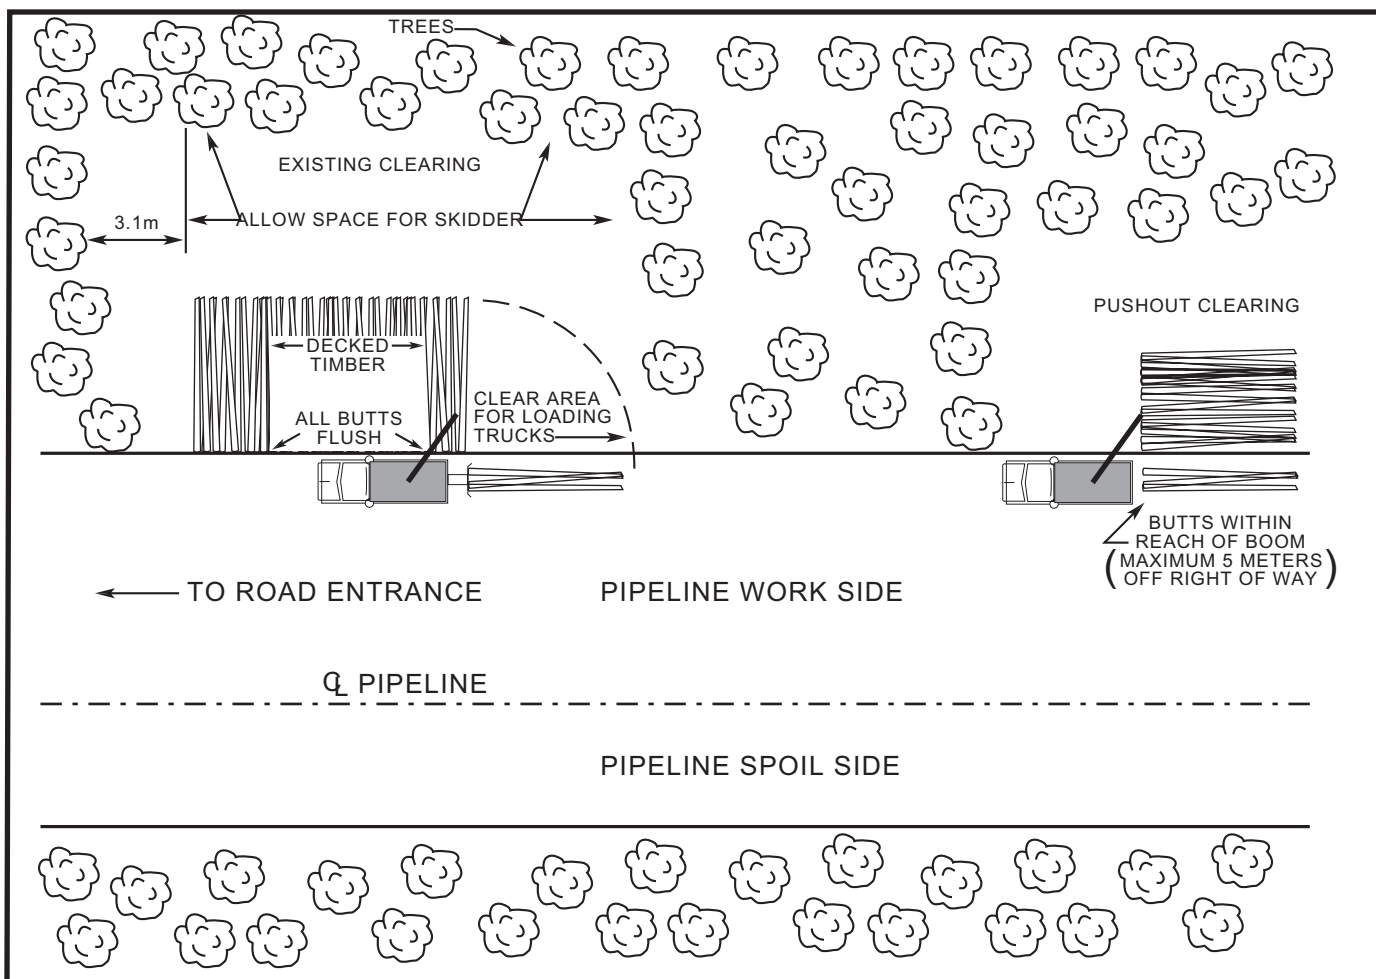 TREES
EXISTING CLEARING
3.1m
ALLOW SPACE FOR SKIDDER
PUSHOUT CLEARING
DECKED
TIMBER
CLEAR AREA
FOR LOADING
TRUCKS
ALL BUTTS
FLUSH
BUTTS WITHIN
REACH OF BOOM
(MAXIMUM 5 METERS
OFF RIGHT OF WAY)
TO ROAD ENTRANCE
PIPELINE WORK SIDE
℄ PIPELINE
PIPELINE SPOIL SIDE